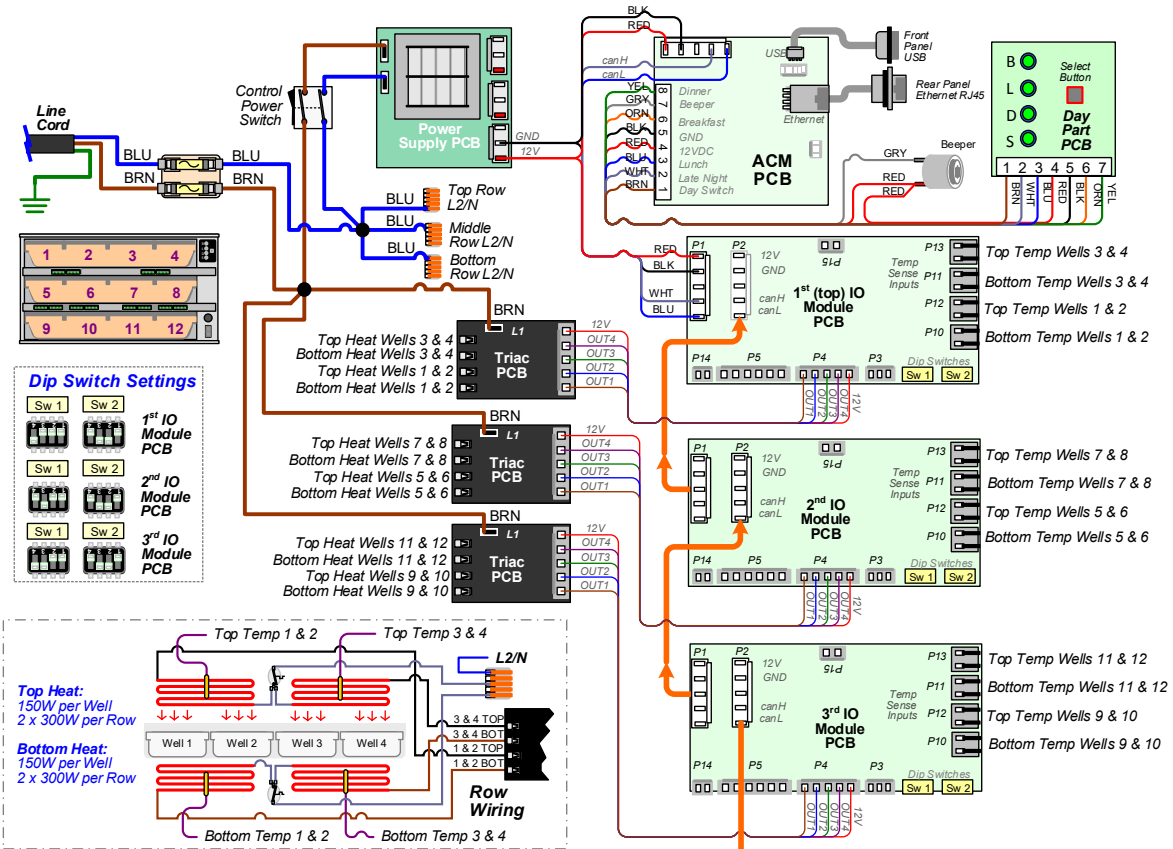 BLK
RED
canH
canL
USB
Front
Panel
USB
Rear Panel
Ethernet RJ45
Ethernet
ACM
PCB
YEL
GRY
ORN
BLK
RED
BLU
WHT
BRN
8
7
6
5
4
3
2
1
Dinner
Beeper
Breakfast
GND
12VDC
Lunch
Late Night
Day Switch
B
L
D
S
Select
Button
Day
Part
PCB
1 2 3 4 5 6 7
BRN
WHT
BLU
RED
BLK
ORN
YEL
GRY
RED
RED
Beeper
Power
Supply PCB
GND
12V
Control
Power
Switch
Line
Cord
BLU
BRN
BLU
BRN
BLU
BLU
BLU
Top Row
L2/N
Middle
Row L2/N
Bottom
Row L2/N
1 2 3 4
5 6 7 8
9 10 11 12
Dip Switch Settings
Sw 1 Sw 2
1st IO
Module
PCB
Sw 1 Sw 2
2nd IO
Module
PCB
Sw 1 Sw 2
3rd IO
Module
PCB
BRN
L1
Triac
PCB
Top Heat Wells 3 & 4
Bottom Heat Wells 3 & 4
Top Heat Wells 1 & 2
Bottom Heat Wells 1 & 2
12V
OUT4
OUT3
OUT2
OUT1
BRN
L1
Triac
PCB
Top Heat Wells 7 & 8
Bottom Heat Wells 7 & 8
Top Heat Wells 5 & 6
Bottom Heat Wells 5 & 6
12V
OUT4
OUT3
OUT2
OUT1
BRN
L1
Triac
PCB
Top Heat Wells 11 & 12
Bottom Heat Wells 11 & 12
Top Heat Wells 9 & 10
Bottom Heat Wells 9 & 10
12V
OUT4
OUT3
OUT2
OUT1
RED
BLK
WHT
BLU
P1
P2
12V
GND
canH
canL
P15
1st (top) IO
Module
PCB
Temp
Sense
Inputs
P13
P11
P12
P10
Top Temp Wells 3 & 4
Bottom Temp Wells 3 & 4
Top Temp Wells 1 & 2
Bottom Temp Wells 1 & 2
P14
P5
P4
P3
Dip Switches
Sw 1 Sw 2
OUT1
OUT2
OUT3
OUT4
12V
P1
P2
12V
GND
canH
canL
P15
2nd IO
Module
PCB
Temp
Sense
Inputs
P13
P11
P12
P10
Top Temp Wells 7 & 8
Bottom Temp Wells 7 & 8
Top Temp Wells 5 & 6
Bottom Temp Wells 5 & 6
P14
P5
P4
P3
Dip Switches
Sw 1 Sw 2
OUT1
OUT2
OUT3
OUT4
12V
P1
P2
12V
GND
canH
canL
P15
3rd IO
Module
PCB
Temp
Sense
Inputs
P13
P11
P12
P10
Top Temp Wells 11 & 12
Bottom Temp Wells 11 & 12
Top Temp Wells 9 & 10
Bottom Temp Wells 9 & 10
P14
P5
P4
P3
Dip Switches
Sw 1 Sw 2
OUT1
OUT2
OUT3
OUT4
12V
Top Temp 1 & 2
Top Temp 3 & 4
L2/N
Top Heat:
150W per Well
2 x 300W per Row
Bottom Heat:
150W per Well
2 x 300W per Row
Well 1
Well 2
Well 3
Well 4
3 & 4 TOP
3 & 4 BOT
1 & 2 TOP
1 & 2 BOT
Row
Wiring
Bottom Temp 1 & 2
Bottom Temp 3 & 4